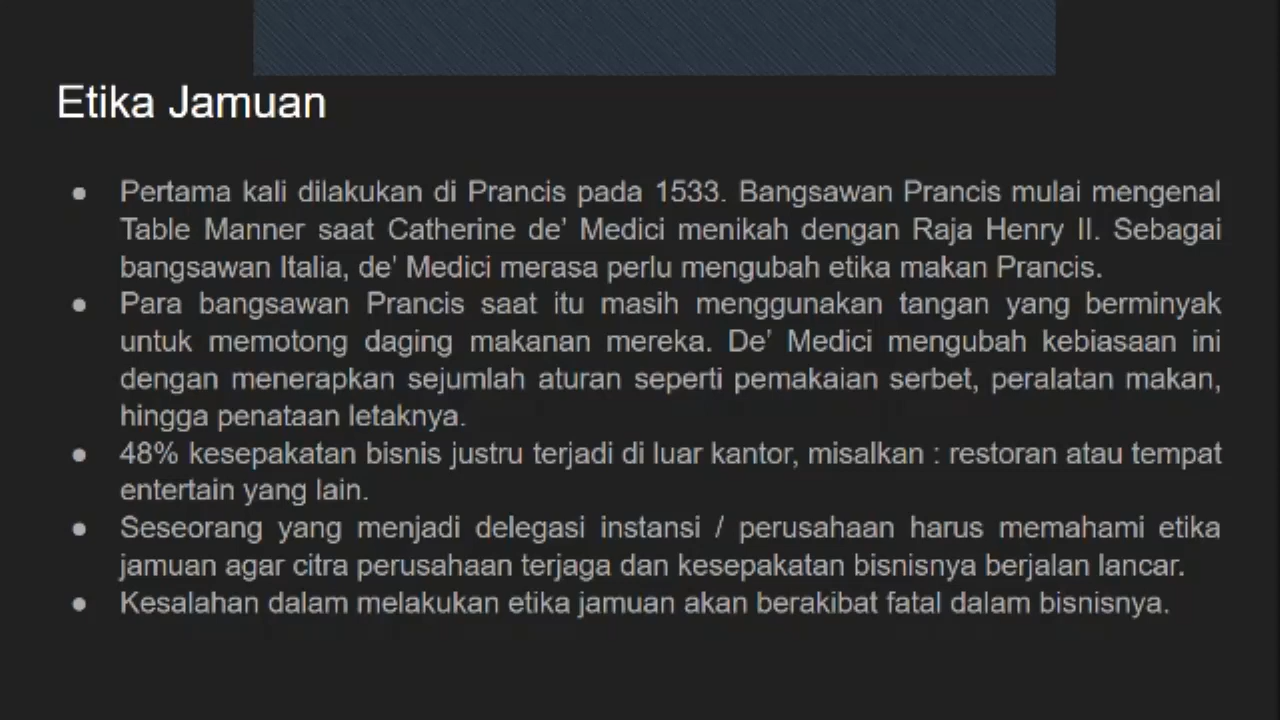 Etika Jamuan
● Pertama kali dilakukan di Prancis pada 1533. Bangsawan Prancis mulai mengenal
Table Manner saat Catherine de’ Medici menikah dengan Raja Henry II. Sebagai
bangsawan Italia, de’ Medici merasa perlu mengubah etika makan Prancis.
● Para bangsawan Prancis saat itu masih menggunakan tangan yang berminyak
untuk memotong daging makanan mereka. De’ Medici mengubah kebiasaan ini
dengan menerapkan sejumlah aturan seperti pemakaian serbet, peralatan makan,
hingga penataan letaknya.
● 48% kesepakatan bisnis justru terjadi di luar kantor, misalkan : restoran atau tempat
entertain yang lain.
● Seseorang yang menjadi delegasi instansi / perusahaan harus memahami etika
jamuan agar citra perusahaan terjaga dan kesepakatan bisnisnya berjalan lancar.
● Kesalahan dalam melakukan etika jamuan akan berakibat fatal dalam bisnisnya.